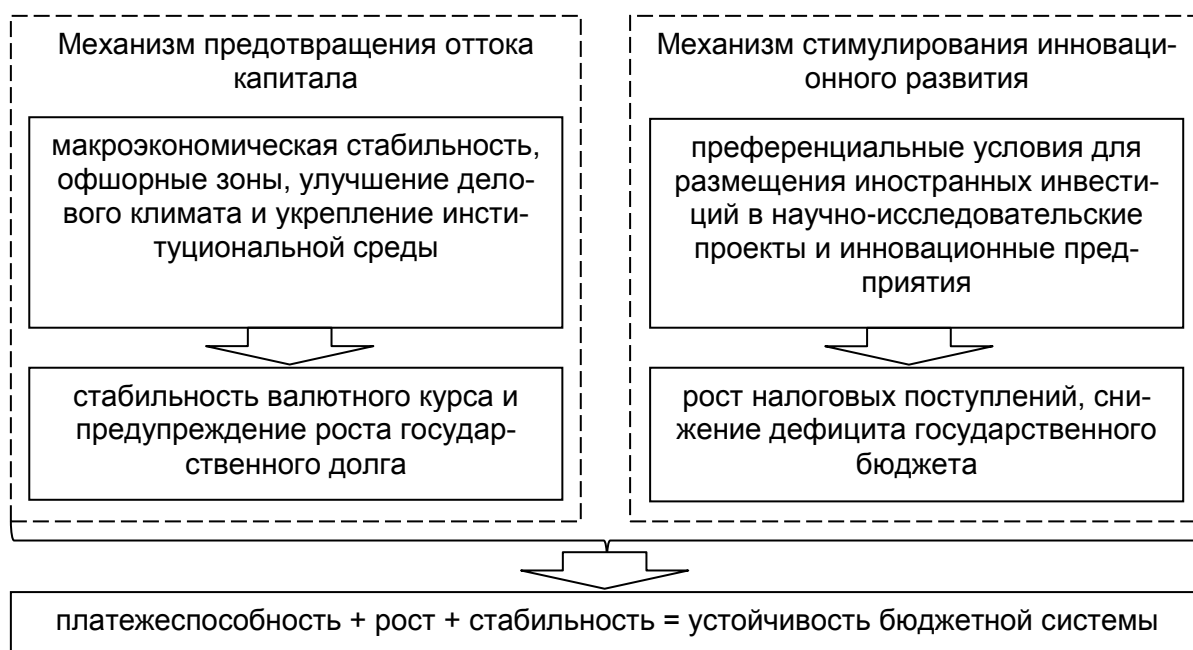 Механизм предотвращения оттока
капитала
макроэкономическая стабильность,
офшорные зоны, улучшение дело-
вого климата и укрепление инсти-
туциональной среды
стабильность валютного курса и
предупреждение роста государ-
ственного долга
Механизм стимулирования инноваци-
онного развития
преференциальные условия для
размещения иностранных инвести-
ций в научно-исследовательские
проекты и инновационные пред-
приятия
рост налоговых поступлений, сни-
жение дефицита государственного
бюджета
платежеспособность + рост + стабильность = устойчивость бюджетной системы